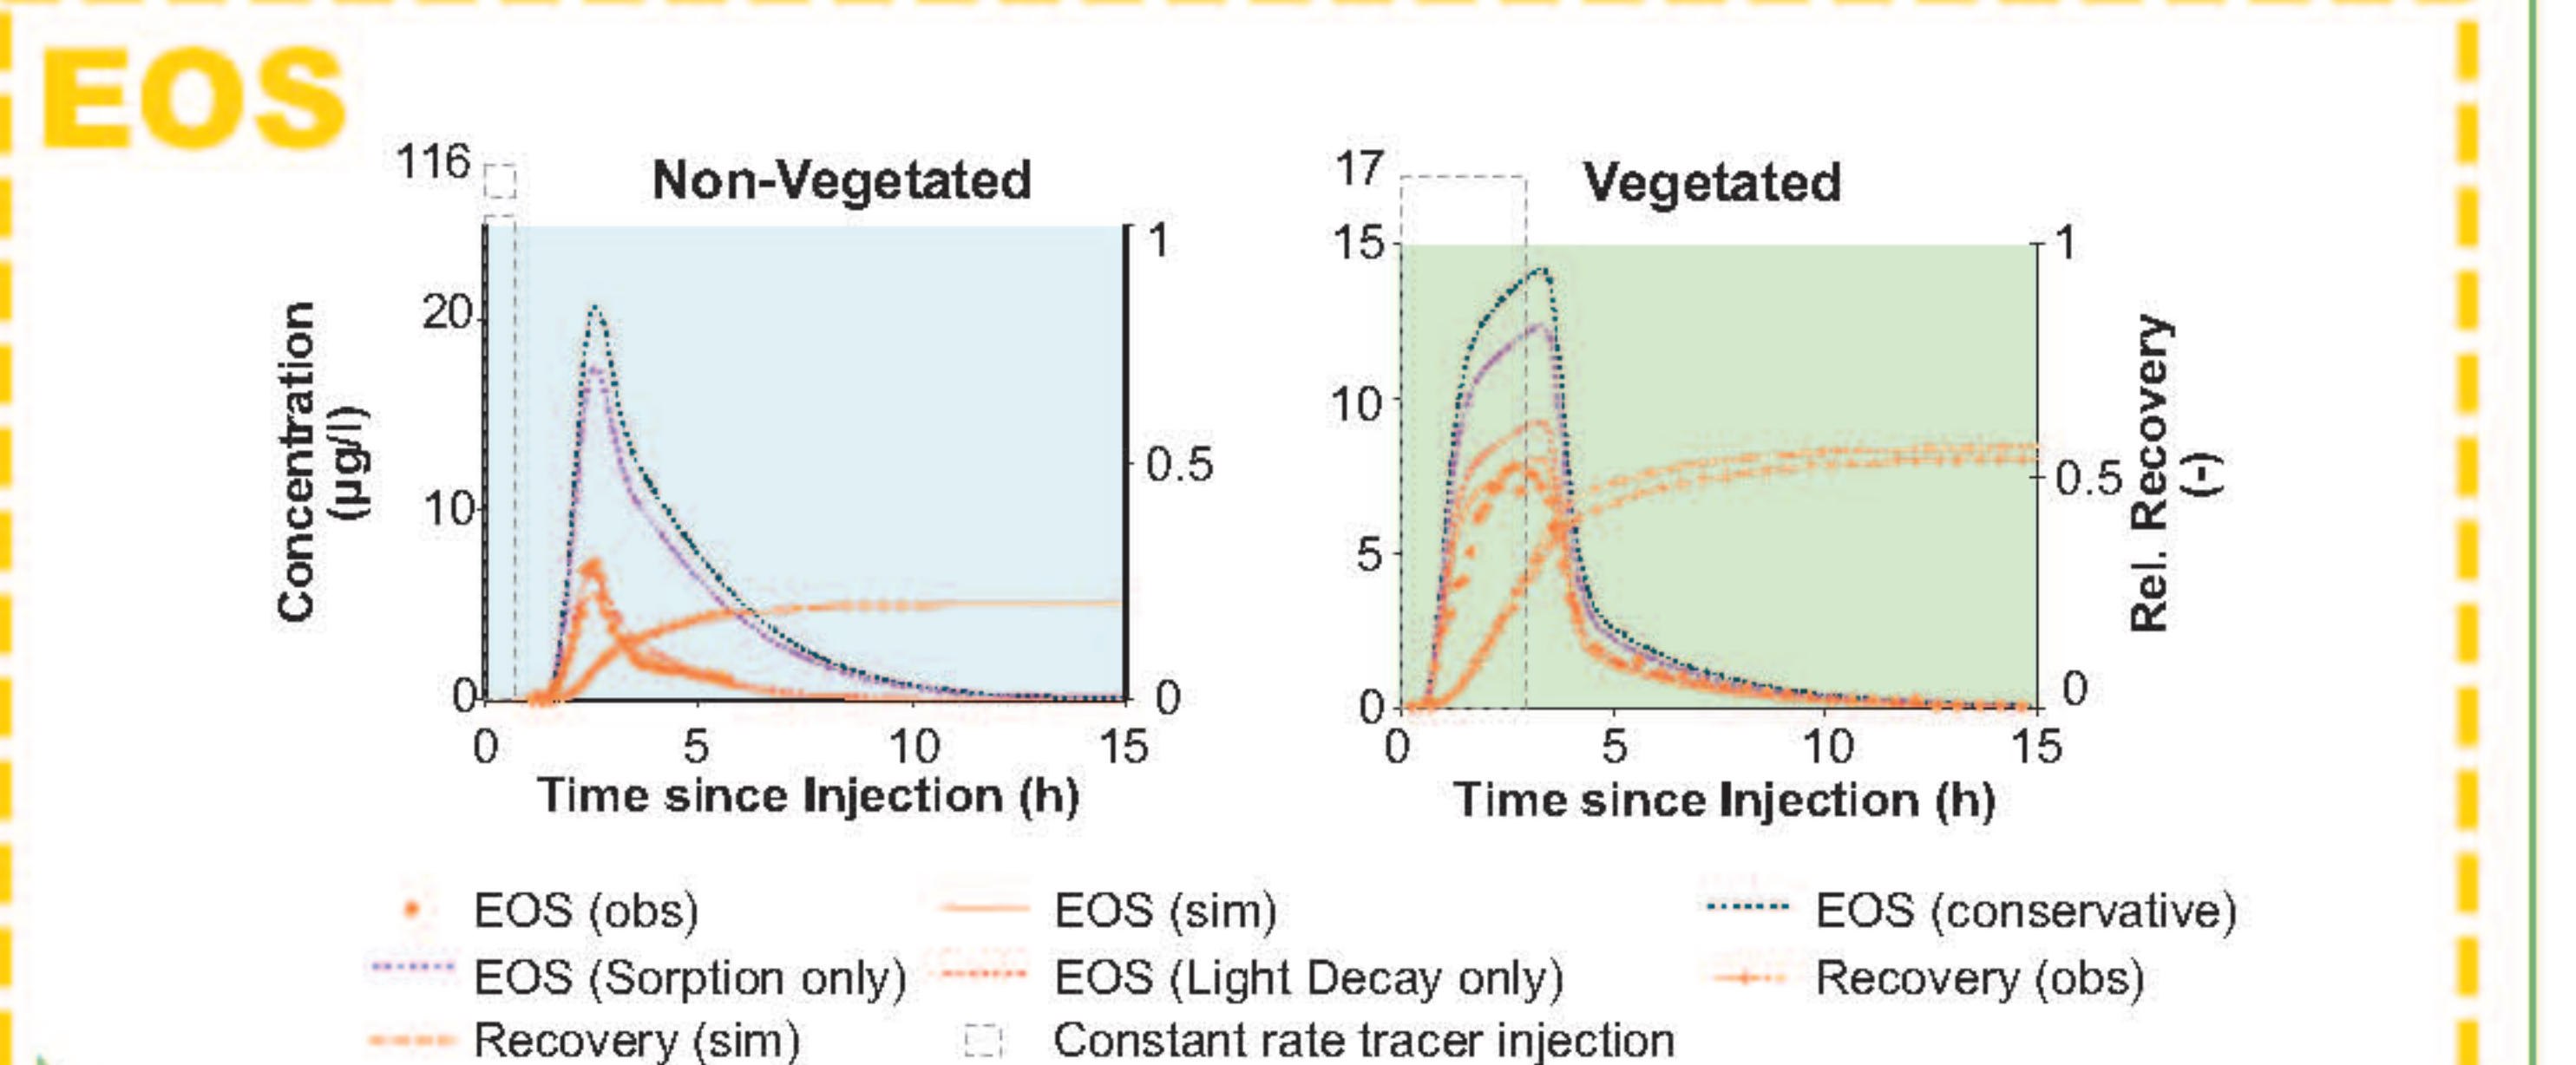 EOS
Non-Vegetated
116
20
10
0
1
0.5
0
0 5 10 15
Concentration
(µg/l)
Time since Injection (h)
Vegetated
17
15
10
5
0
1
0.5
0
0 5 10 15
Rel. Recovery
(-)
Time since Injection (h)
EOS (obs) EOS (sim) EOS (conservative)
EOS (Sorption only) EOS (Light Decay only) Recovery (obs)
Recovery (sim) Constant rate tracer injection